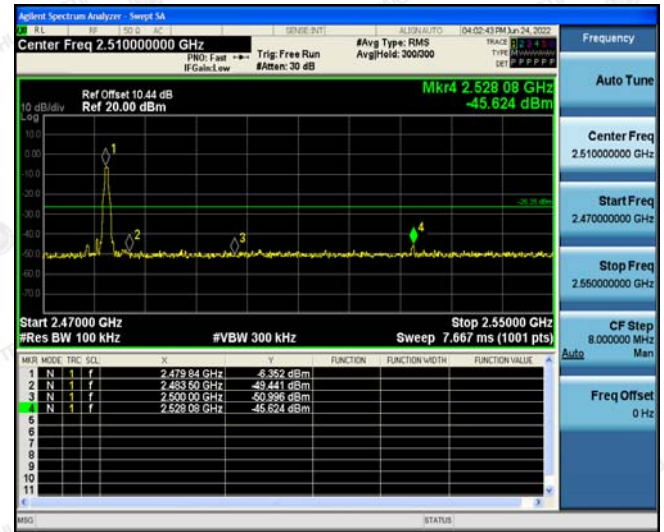 Agilent Spectrum Analyzer - Swept SA
RL RF 50 Ω AC SENSE:INT ALIGNAUTO 04:02:43 PM Jun 24, 2022
Center Freq 2.510000000 GHz
PNO: Fast Trig: Free Run
IFGain:Low #Atten: 30 dB
#Avg Type: RMS
Avg|Hold: 300/300
TRACE 1 2 3 4 5 6
TYPE M
DET P P P P P P
Frequency
Auto Tune
Center Freq
2.510000000 GHz
Start Freq
2.470000000 GHz
Stop Freq
2.550000000 GHz
CF Step
8.000000 MHz
Auto Man
Freq Offset
0 Hz
Mkr4 2.528 08 GHz
-45.624 dBm
Ref Offset 10.44 dB
10 dB/div Ref 20.00 dBm
Log
10.0
0.00
-10.0
-20.0
-30.0
-40.0
-50.0
-60.0
-70.0
1
2
3
4
-26.35 dBm
Start 2.47000 GHz Stop 2.55000 GHz
#Res BW 100 kHz #VBW 300 kHz Sweep 7.667 ms (1001 pts)
MKR MODE TRC SCL X Y FUNCTION FUNCTION WIDTH FUNCTION VALUE
1 N 1 f 2.479 84 GHz -6.352 dBm
2 N 1 f 2.483 50 GHz -49.441 dBm
3 N 1 f 2.500 00 GHz -50.996 dBm
4 N 1 f 2.528 08 GHz -45.624 dBm
5
6
7
8
9
10
11
MSG STATUS